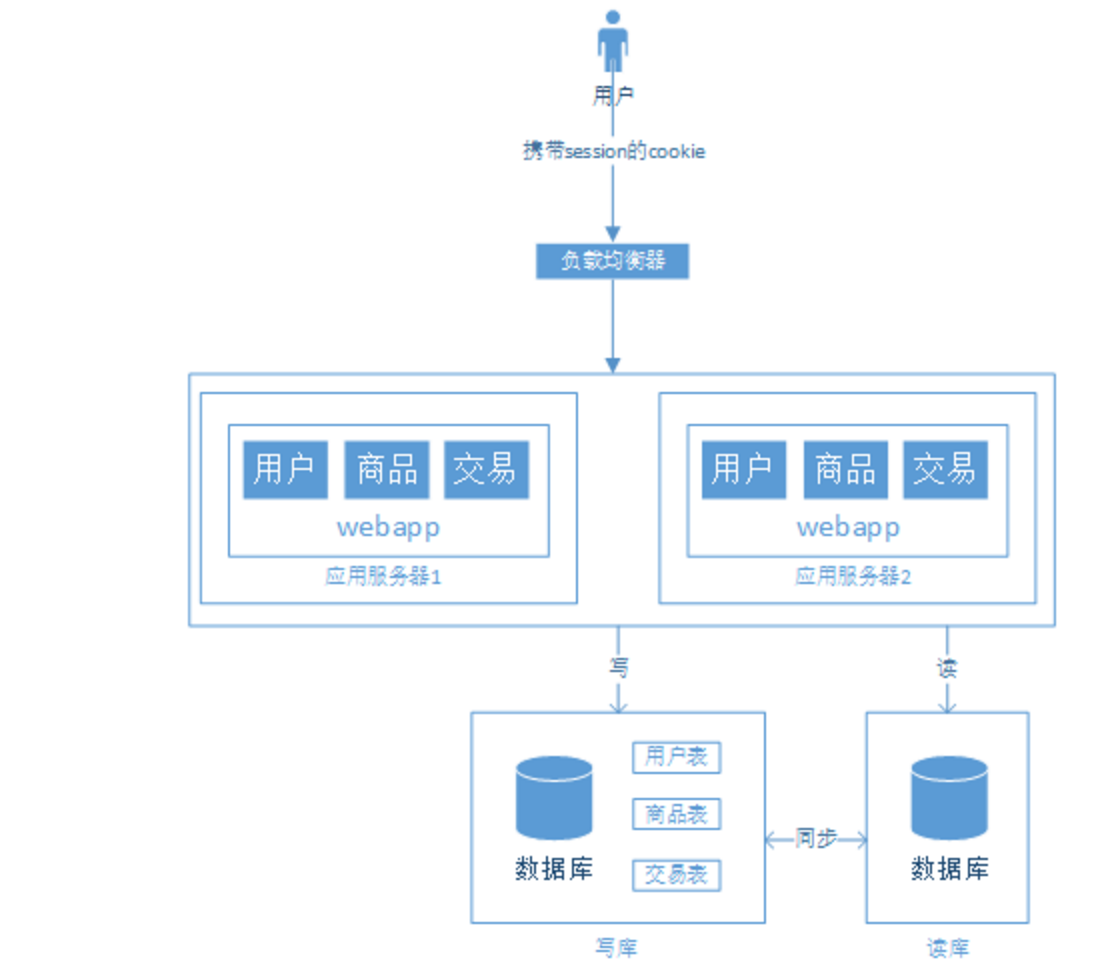 用户
携带session的cookie
负载均衡器
用户 商品 交易
webapp
应用服务器1
用户 商品 交易
webapp
应用服务器2
写
读
用户表
商品表
交易表
数据库
写库
同步
数据库
读库